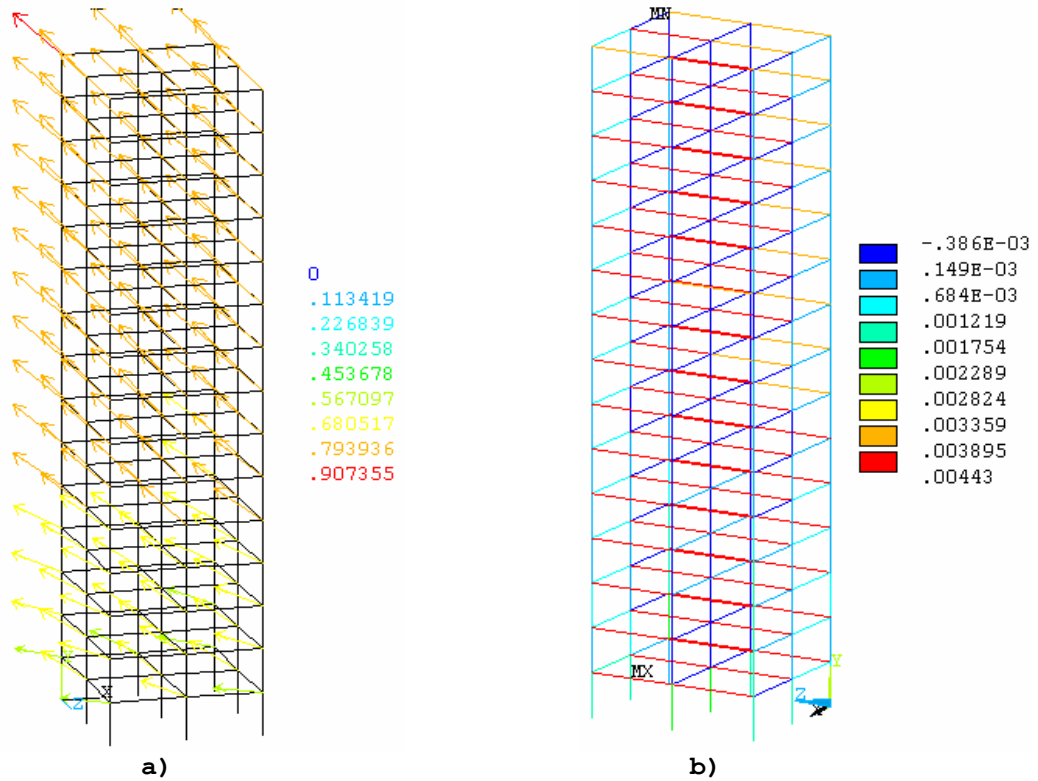 MN
0
.113419
.226839
.340258
.453678
.567097
.680517
.793936
.907355
-.386E-03
.149E-03
.684E-03
.001219
.001754
.002289
.002824
.003359
.003895
.00443
MX
Y
Z
X
X
Z
a)
b)